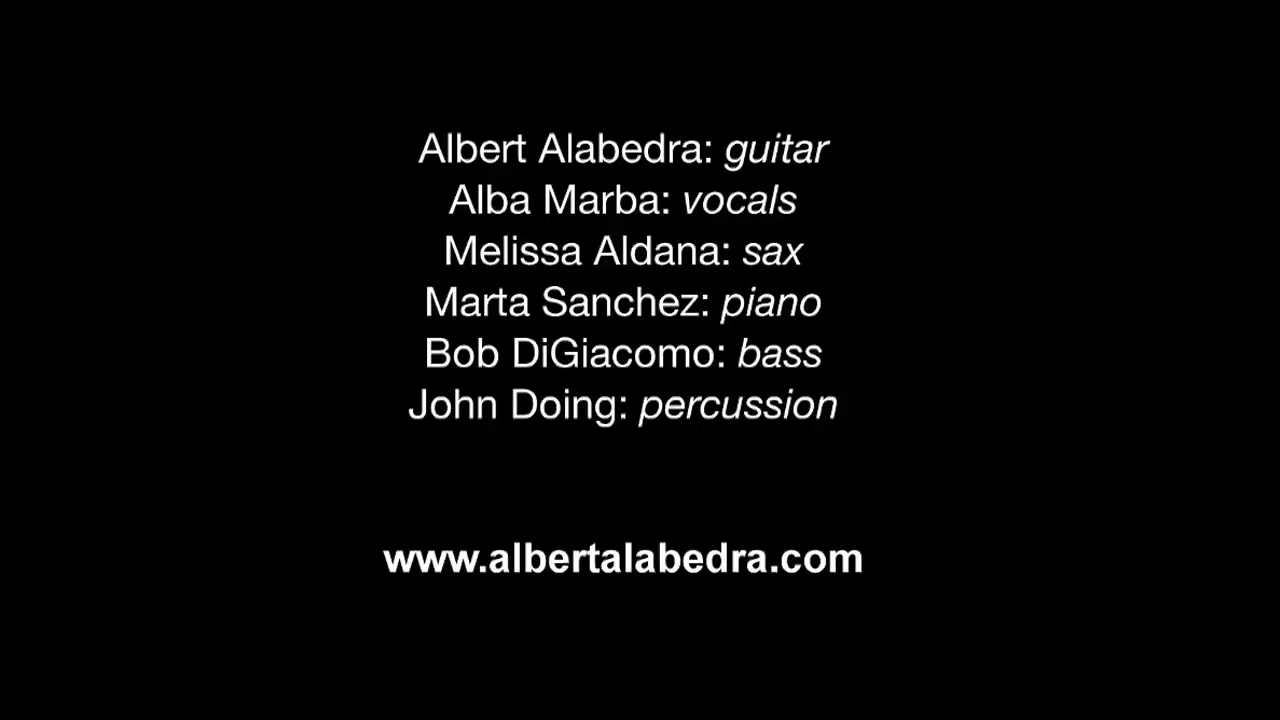 Albert Alabedra: guitar
Alba Marba: vocals
Melissa Aldana: sax
Marta Sanchez: piano
Bob DiGiacomo: bass
John Doing: percussion
www.albertalabedra.com